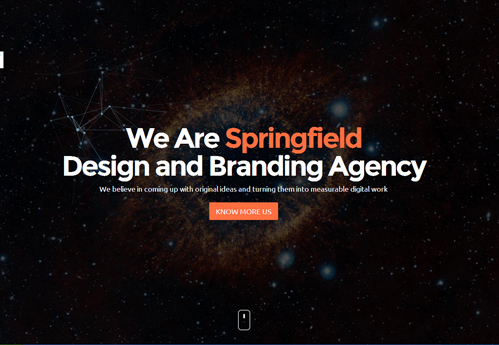 We Are Springfield
Design and Branding Agency
We believe in coming up with original ideas and turning them into measurable digital work
KNOW MORE US